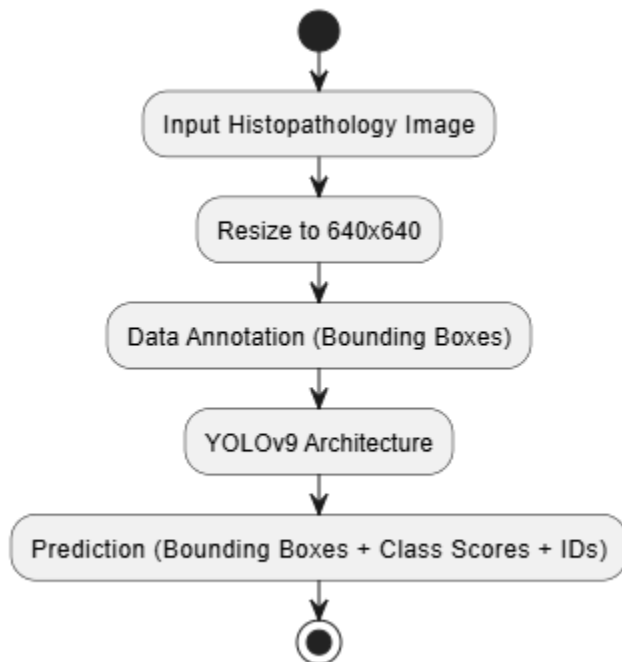 Input Histopathology Image
Resize to 640x640
Data Annotation (Bounding Boxes)
YOLOv9 Architecture
Prediction (Bounding Boxes + Class Scores + IDs)